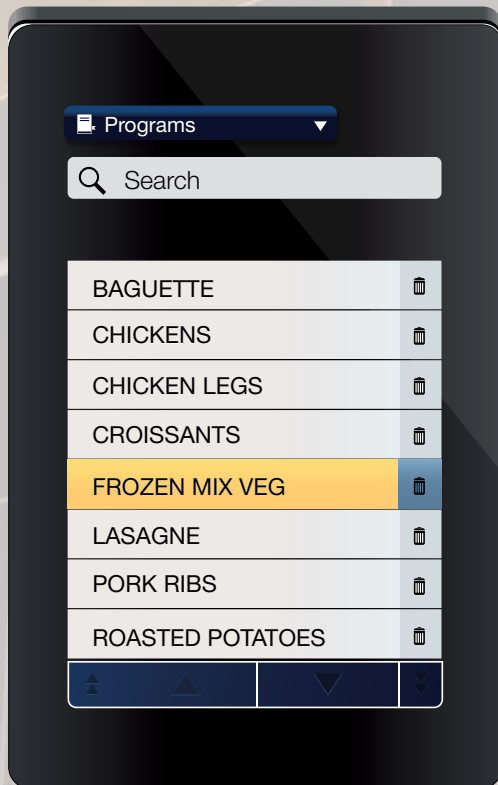 Programs
Search
BAGUETTE
CHICKENS
CHICKEN LEGS
CROISSANTS
FROZEN MIX VEG
LASAGNE
PORK RIBS
ROASTED POTATOES